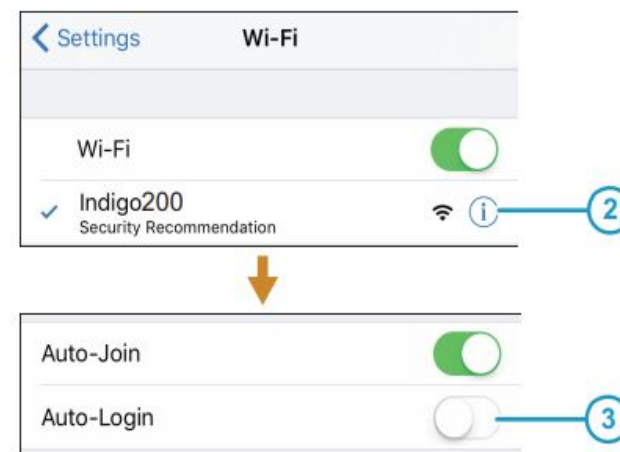 Settings Wi-Fi
Wi-Fi
Indigo200
Security Recommendation
2
Auto-Join
Auto-Login
3